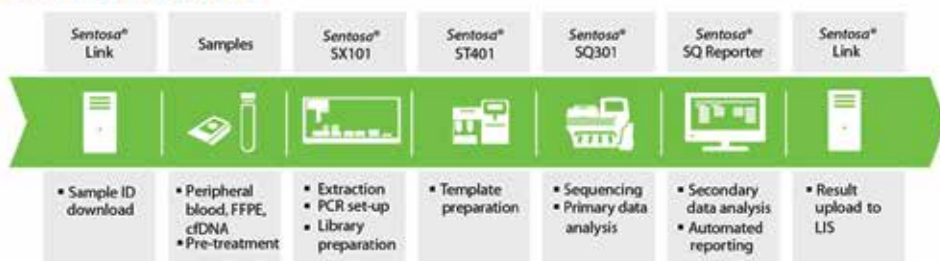 Sentosa®
Link
Samples
Sentosa®
SX101
Sentosa®
ST401
Sentosa®
SQ301
Sentosa®
SQ Reporter
Sentosa®
Link
▪ Sample ID
download
▪ Peripheral
blood, FFPE,
cfDNA
▪ Pre-treatment
▪ Extraction
▪ PCR set-up
▪ Library
preparation
▪ Template
preparation
▪ Sequencing
▪ Primary data
analysis
▪ Secondary
data analysis
▪ Automated
reporting
▪ Result
upload to
LIS